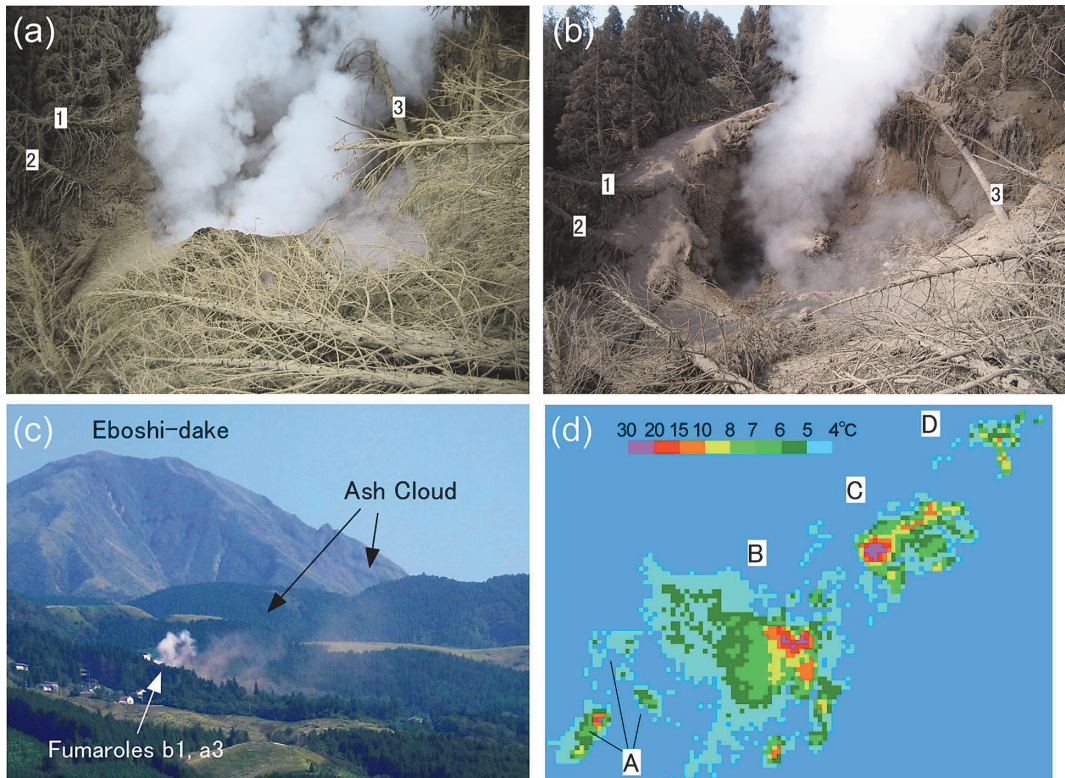 (a)
1
2
3
(b)
1
2
3
(c)
Eboshi-dake
Ash Cloud
Fumaroles b1, a3
(d)
30 20 15 10 8 7 6 5 4℃
D
C
B
A